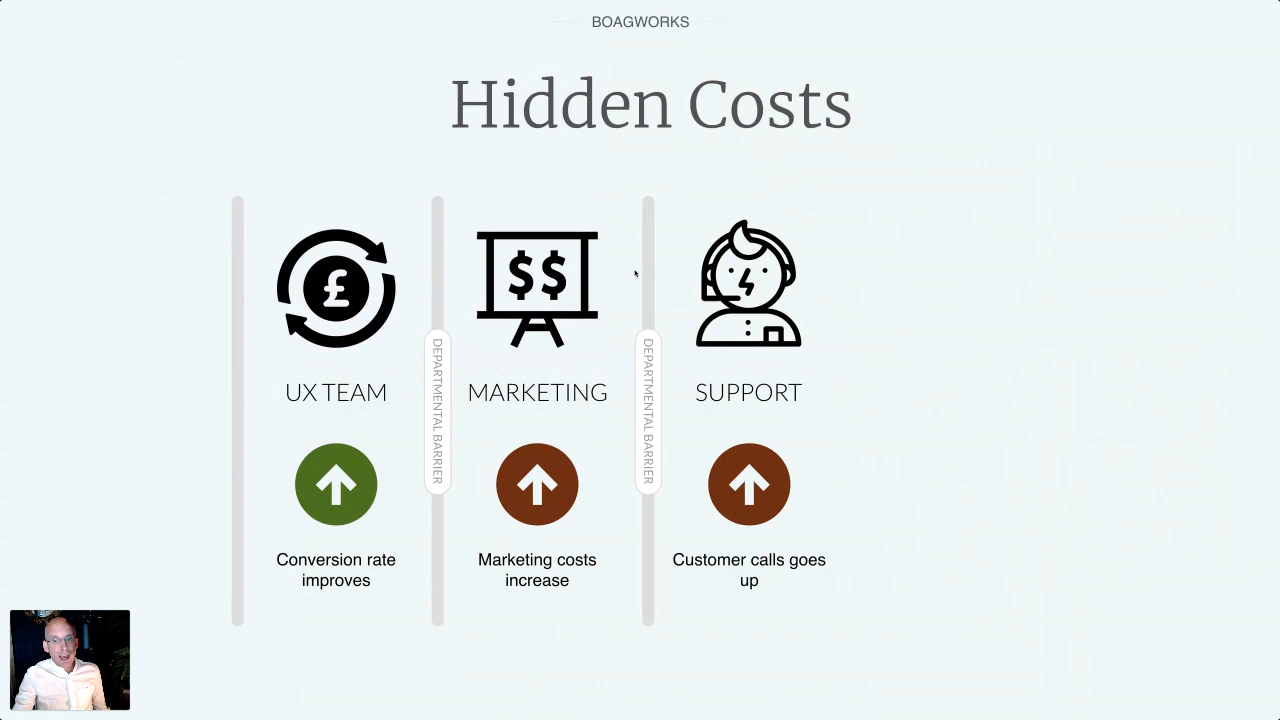 BOAGWORKS
Hidden Costs
£
$$
UX TEAM
MARKETING
SUPPORT
DEPARTMENTAL BARRIER
DEPARTMENTAL BARRIER
Conversion rate
improves
Marketing costs
increase
Customer calls goes
up